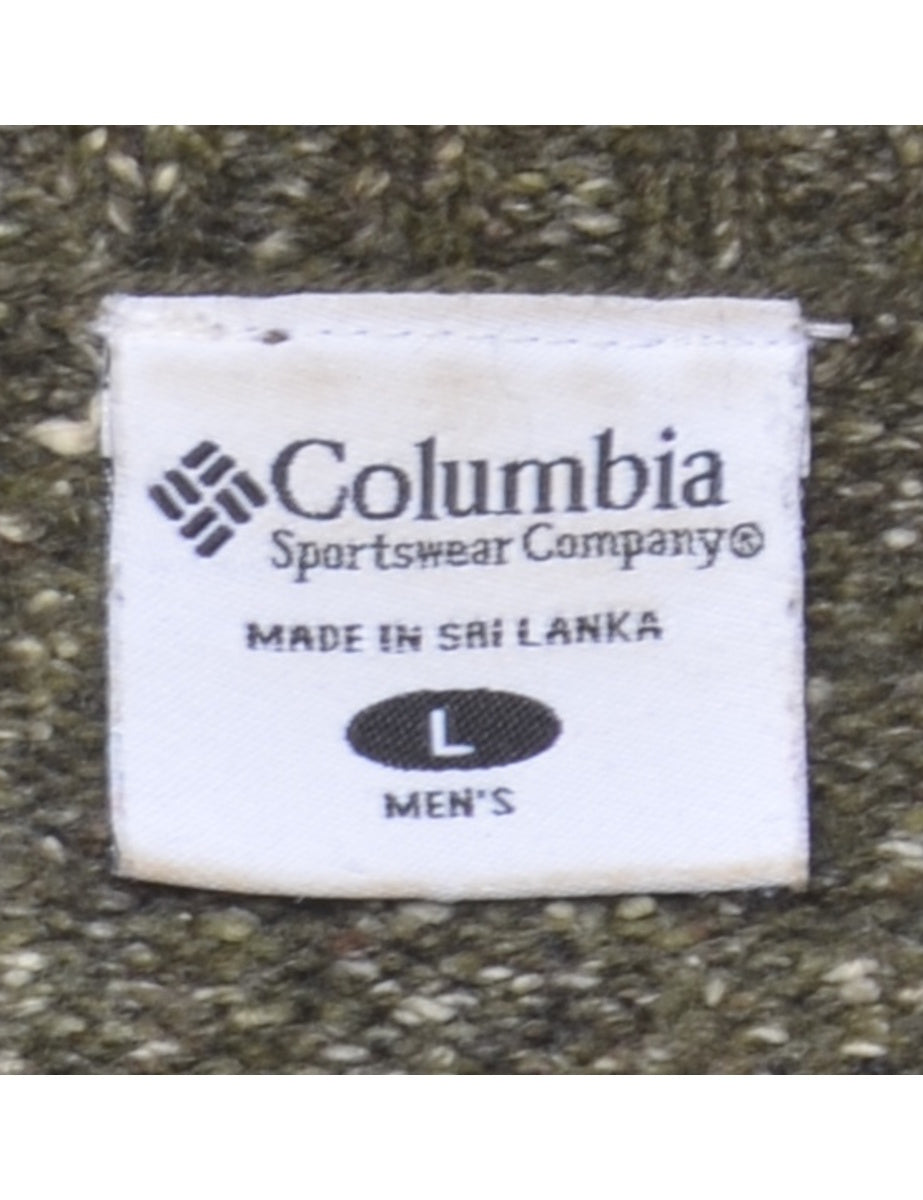 Columbia
Sportswear Company®
MADE IN SRI LANKA
L
MEN'S